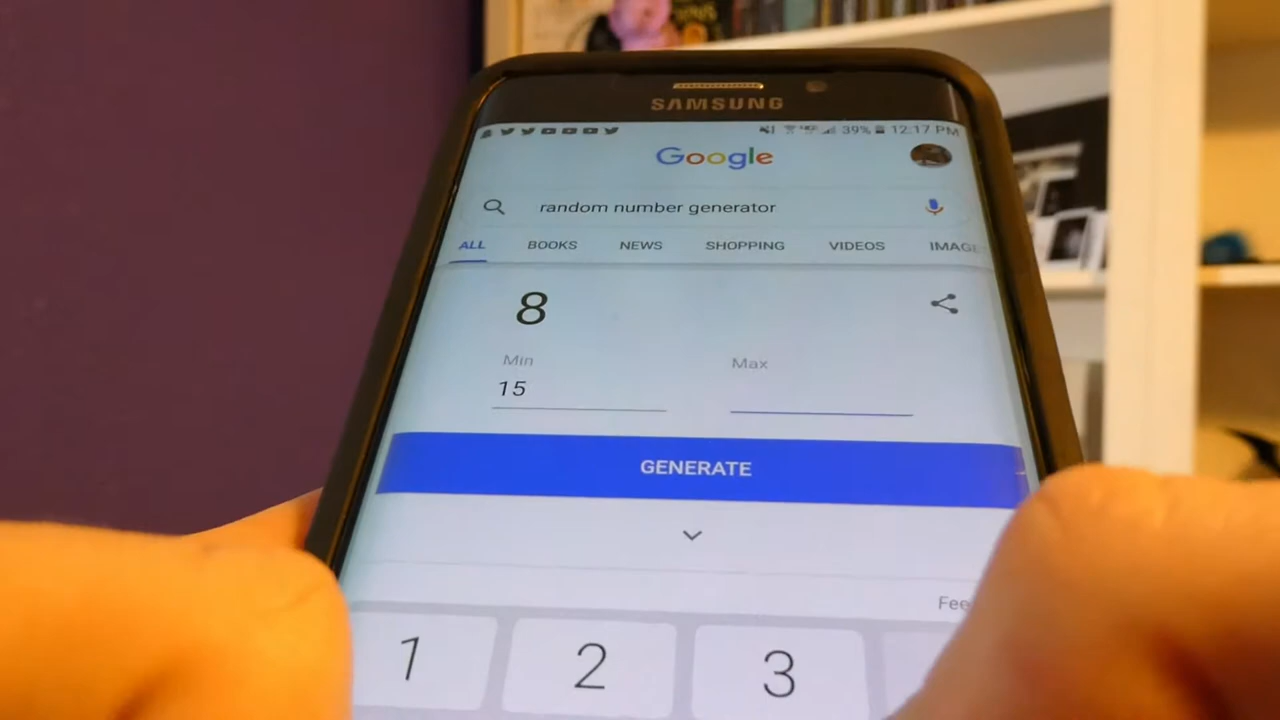 SAMSUNG
39% 12:17 PM
Google
random number generator
ALL BOOKS NEWS SHOPPING VIDEOS IMAGE
8
Min Max
15
GENERATE
Fee
1 2 3